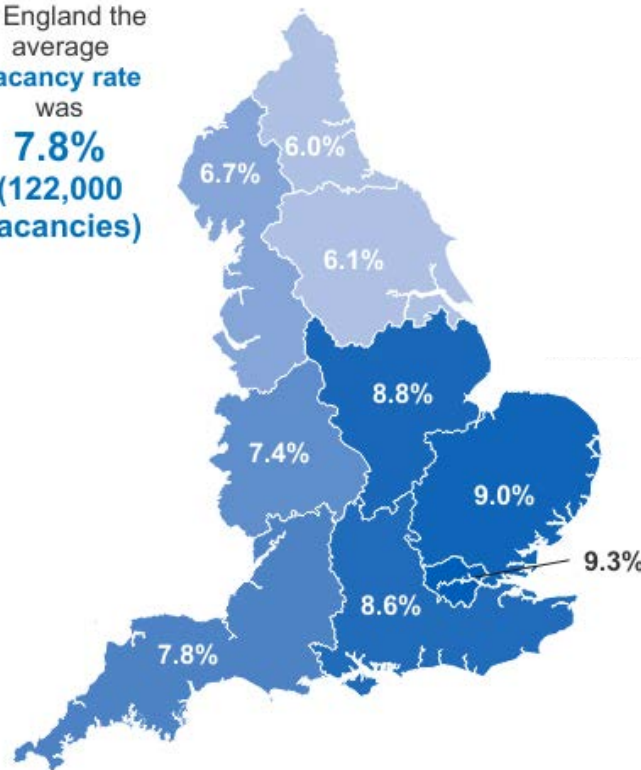 England the
average
acancy rate
was
7.8%
(122,000
acancies)
6.0%
6.7%
6.1%
8.8%
7.4%
9.0%
9.3%
8.6%
7.8%